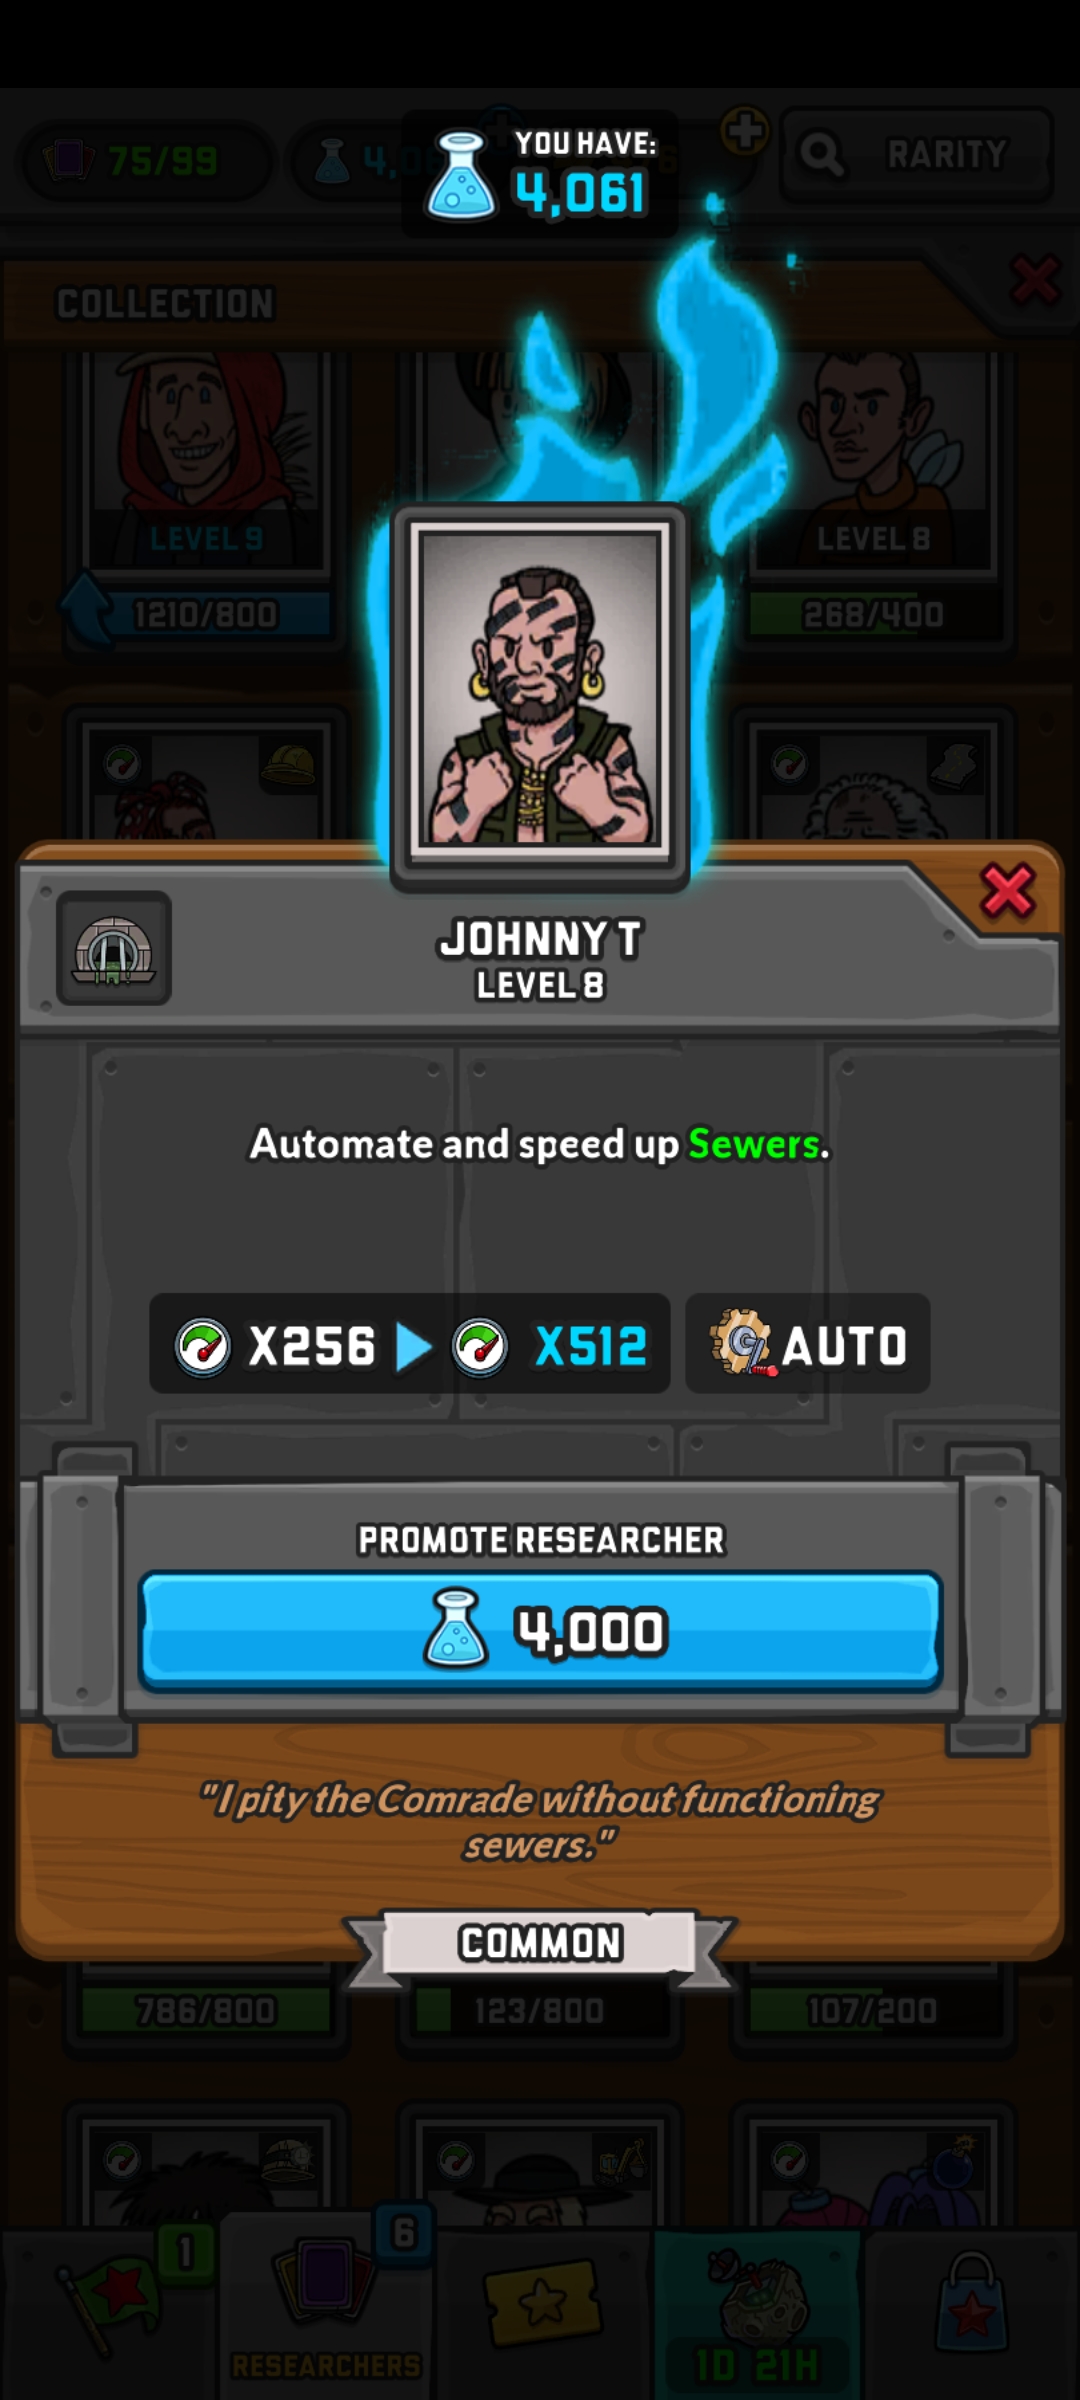 75/99
4,06
YOU HAVE:
4,061
RARITY
COLLECTION
LEVEL 9
LEVEL 8
1210/800
268/400
JOHNNY T
LEVEL 8
Automate and speed up Sewers.
X256
X512
AUTO
PROMOTE RESEARCHER
4,000
"I pity the Comrade without functioning
sewers."
COMMON
786/800
123/800
107/200
1
6
RESEARCHERS
1D 21H